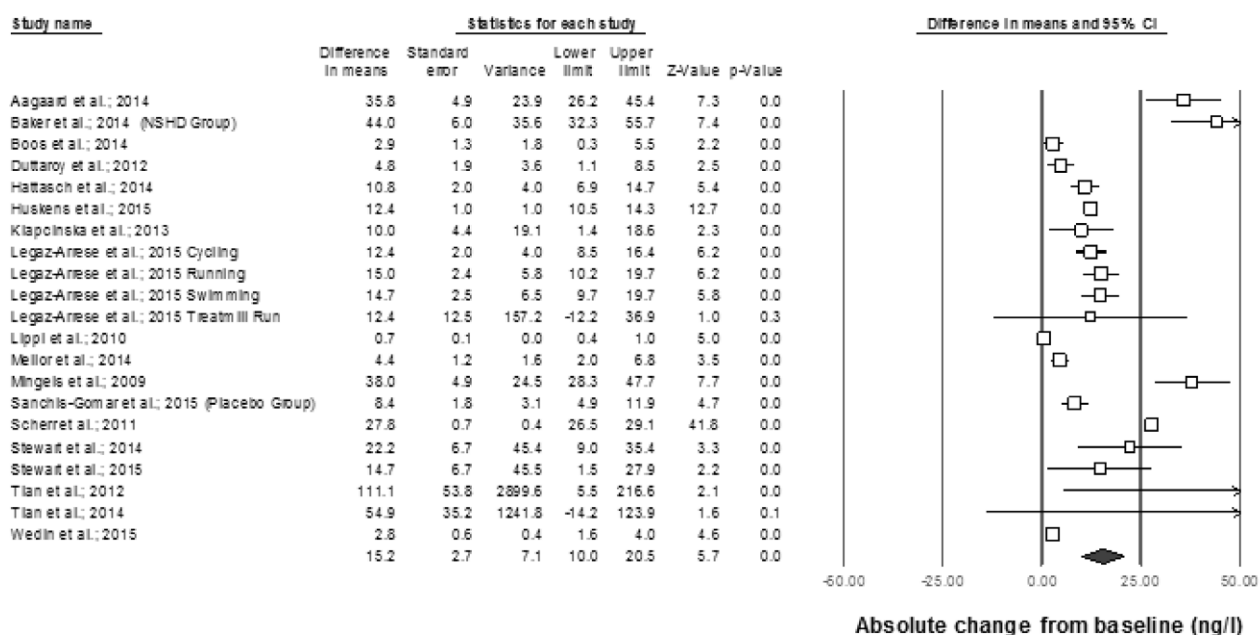 Study name Statistics for each study Difference in means and 95% CI
Difference in means Standard error Variance Lower limit Upper limit Z-Value p-Value
Aagaard et al.; 2014 35.8 4.9 23.9 26.2 45.4 7.3 0.0
Baker et al.; 2014 (NSHD Group) 44.0 6.0 35.6 32.3 55.7 7.4 0.0
Boos et al.; 2014 2.9 1.3 1.8 0.3 5.5 2.2 0.0
Duttaroy et al.; 2012 4.8 1.9 3.6 1.1 8.5 2.5 0.0
Hattasch et al.; 2014 10.8 2.0 4.0 6.9 14.7 5.4 0.0
Huskens et al.; 2015 12.4 1.0 1.0 10.5 14.3 12.7 0.0
Klapcinska et al.; 2013 10.0 4.4 19.1 1.4 18.6 2.3 0.0
Legaz-Arrese et al.; 2015 Cycling 12.4 2.0 4.0 8.5 16.4 6.2 0.0
Legaz-Arrese et al.; 2015 Running 15.0 2.4 5.8 10.2 19.7 6.2 0.0
Legaz-Arrese et al.; 2015 Swimming 14.7 2.5 6.5 9.7 19.7 5.8 0.0
Legaz-Arrese et al.; 2015 Treatmill Run 12.4 12.5 157.2 -12.2 36.9 1.0 0.3
Lippi et al.; 2010 0.7 0.1 0.0 0.4 1.0 5.0 0.0
Mellor et al.; 2014 4.4 1.2 1.6 2.0 6.8 3.5 0.0
Mingels et al.; 2009 38.0 4.9 24.5 28.3 47.7 7.7 0.0
Sanchis-Gomar et al.; 2015 (Placebo Group) 8.4 1.8 3.1 4.9 11.9 4.7 0.0
Scherr et al.; 2011 27.8 0.7 0.4 26.5 29.1 41.8 0.0
Stewart et al.; 2014 22.2 6.7 45.4 9.0 35.4 3.3 0.0
Stewart et al.; 2015 14.7 6.7 45.5 1.5 27.9 2.2 0.0
Tian et al.; 2012 111.1 53.8 2899.6 5.5 216.6 2.1 0.0
Tian et al.; 2014 54.9 35.2 1241.8 -14.2 123.9 1.6 0.1
Wedin et al.; 2015 2.8 0.6 0.4 1.6 4.0 4.6 0.0
15.2 2.7 7.1 10.0 20.5 5.7 0.0
-50.00 -25.00 0.00 25.00 50.00
Absolute change from baseline (ng/l)